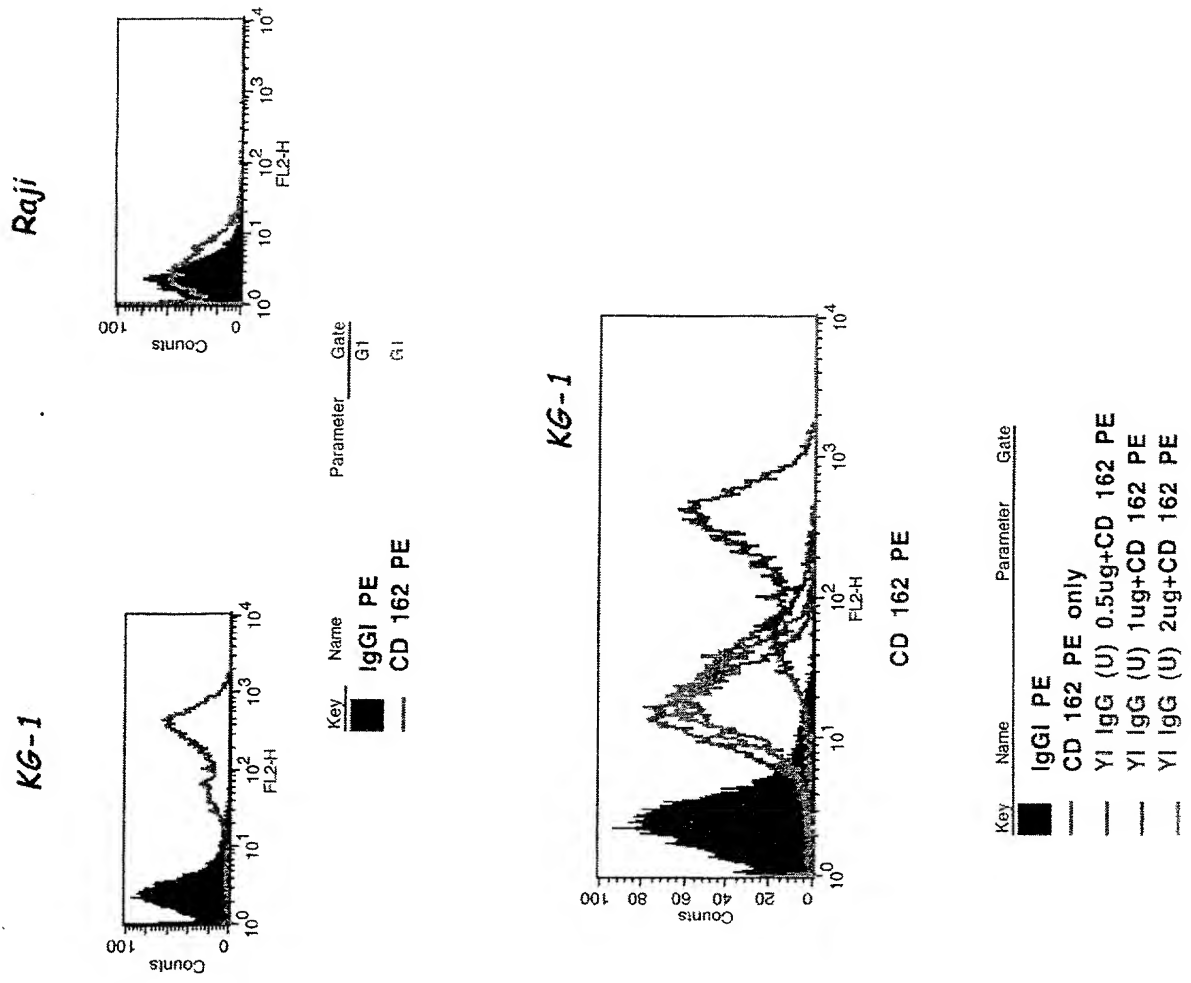 KG-1
Counts
100
0
10^0
10^1
10^2
10^3
10^4
FL2-H
Raji
Counts
100
0
10^0
10^1
10^2
10^3
10^4
FL2-H
Key Name Parameter Gate
IgGI PE G1
CD 162 PE G1
KG-1
Counts
100
80
60
40
20
0
10^0
10^1
10^2
10^3
10^4
FL2-H
CD 162 PE
Key Name Parameter Gate
IgGI PE
CD 162 PE only
YI IgG (U) 0.5ug+CD 162 PE
YI IgG (U) 1ug+CD 162 PE
YI IgG (U) 2ug+CD 162 PE